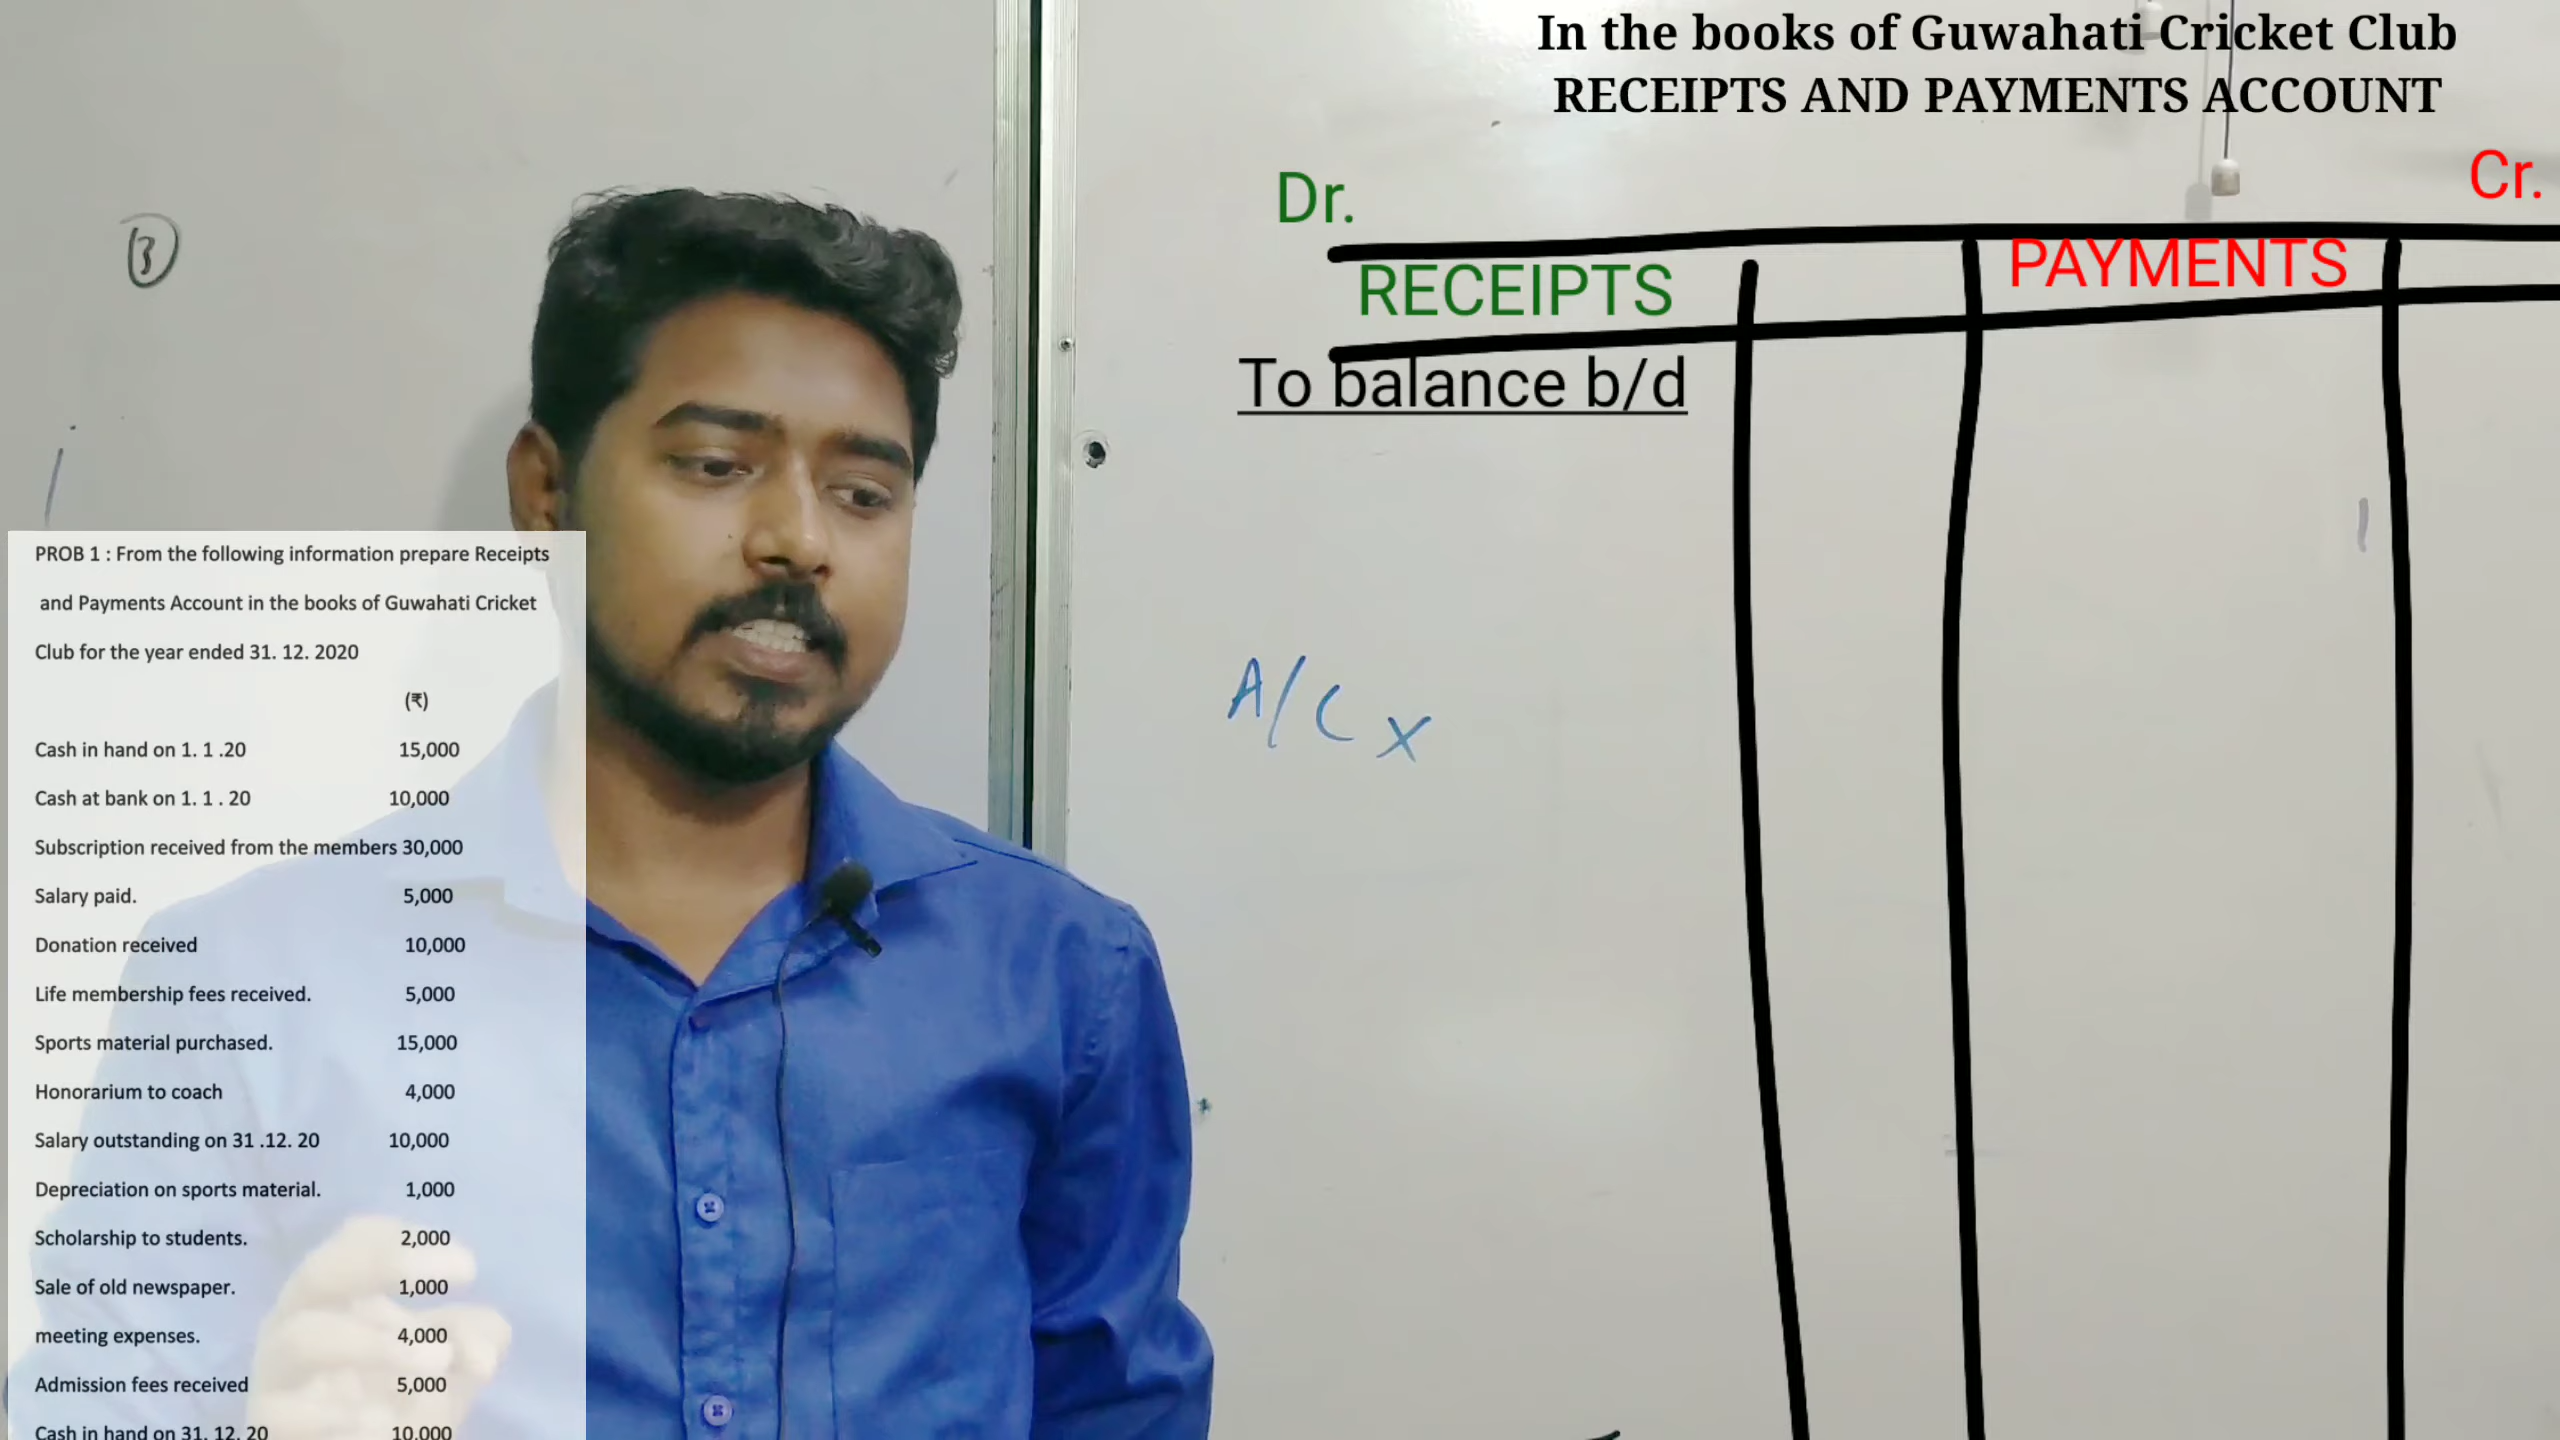 In the books of Guwahati Cricket Club
RECEIPTS AND PAYMENTS ACCOUNT
Dr.
Cr.
RECEIPTS
PAYMENTS
To balance b/d
A/C x
3
PROB 1 : From the following information prepare Receipts
and Payments Account in the books of Guwahati Cricket
Club for the year ended 31. 12. 2020
(₹)
Cash in hand on 1. 1 .20 15,000
Cash at bank on 1. 1 . 20 10,000
Subscription received from the members 30,000
Salary paid. 5,000
Donation received 10,000
Life membership fees received. 5,000
Sports material purchased. 15,000
Honorarium to coach 4,000
Salary outstanding on 31 .12. 20 10,000
Depreciation on sports material. 1,000
Scholarship to students. 2,000
Sale of old newspaper. 1,000
meeting expenses. 4,000
Admission fees received 5,000
Cash in hand on 31. 12. 20 10,000